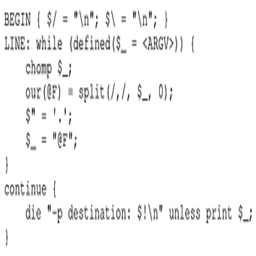 BEGIN { $/ = "\n"; $\ = "\n"; }
LINE: while (defined($_ = <ARGV>)) {
    chomp $_;
    our(@F) = split(/,/, $_, 0);
    $" = '.';
    $_ = "@F";
}
continue {
    die "-p destination: $!\n" unless print $_;
}